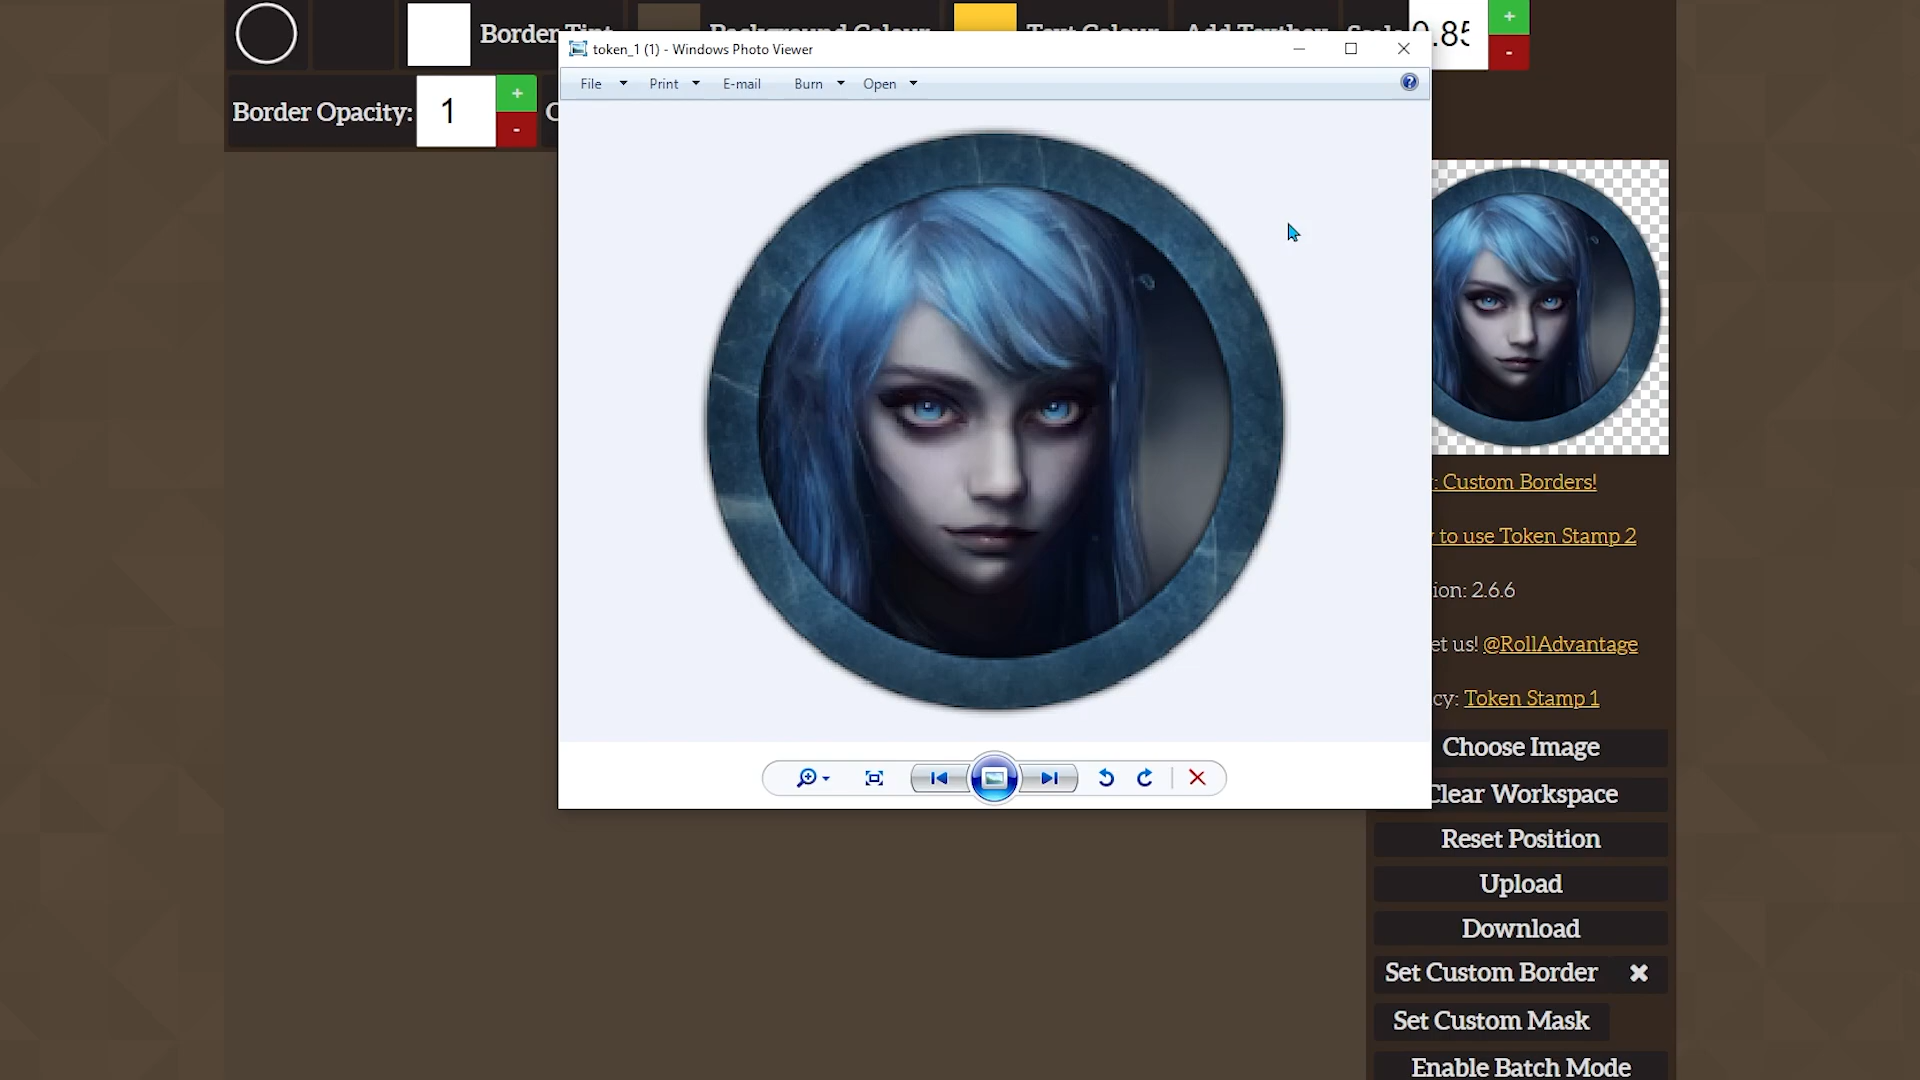 Border Tint
Border Opacity:
1
+
-
+
-
token_1 (1) - Windows Photo Viewer
File
Print
E-mail
Burn
Open
: Custom Borders!
to use Token Stamp 2
ion: 2.6.6
et us! @RollAdvantage
cy: Token Stamp 1
Choose Image
Clear Workspace
Reset Position
Upload
Download
Set Custom Border
Set Custom Mask
Enable Batch Mode